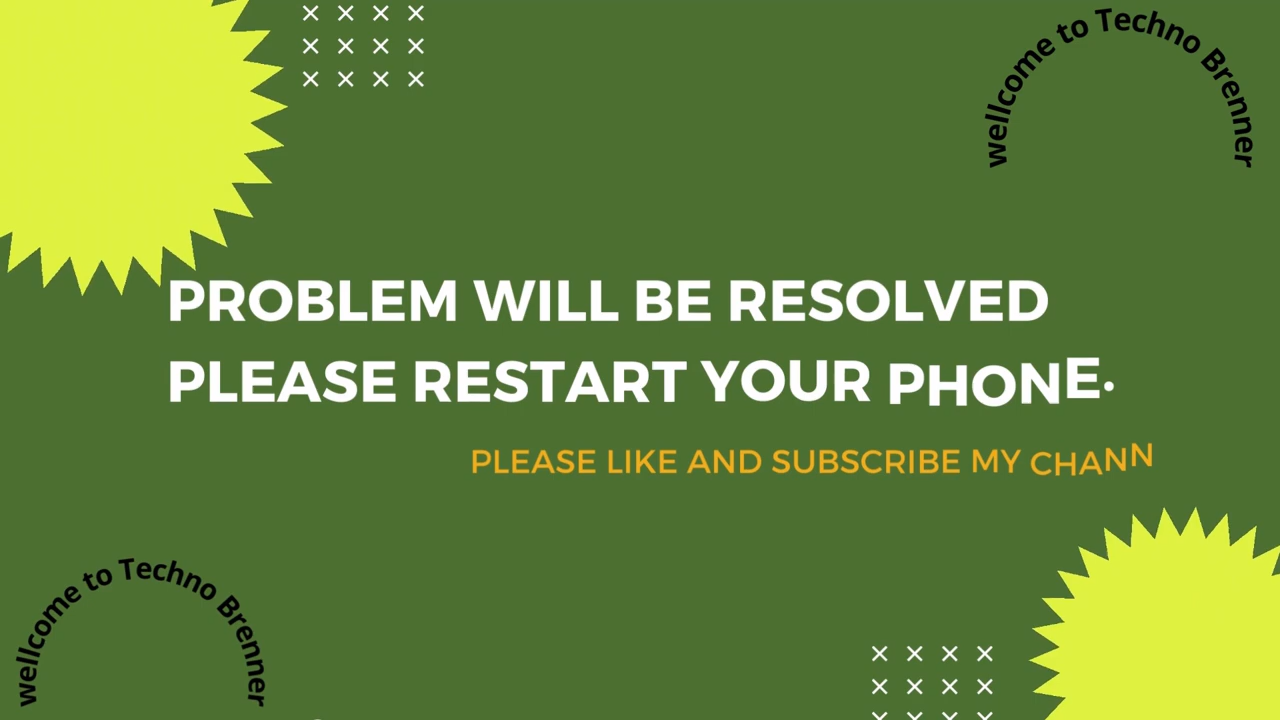 wellcome to Techno Brenner
PROBLEM WILL BE RESOLVED
PLEASE RESTART YOUR PHONE.
PLEASE LIKE AND SUBSCRIBE MY CHANN
wellcome to Techno Brenner